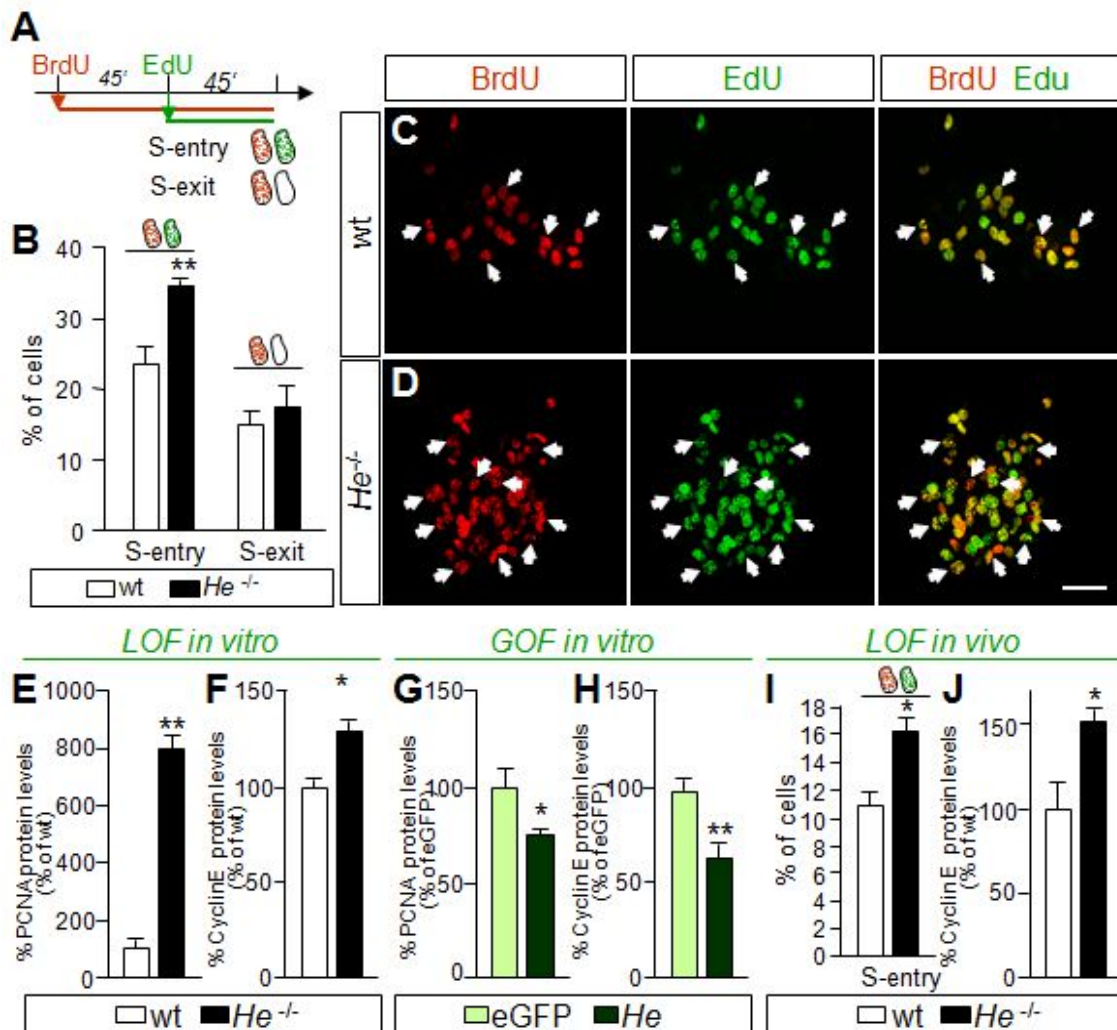 A
BrdU 45' EdU 45'
S-entry
S-exit
BrdU EdU BrdU Edu
wt
C
He-/-
D
B
40
30
20
10
0
% of cells
**
S-entry S-exit
wt He -/-
LOF in vitro GOF in vitro LOF in vivo
E
1000
800
600
400
200
0
% PCNA protein levels
(% of wt)
**
F
150
100
50
0
% CyclinE protein levels
(% of wt)
*
G
150
100
50
0
% PCNA protein levels
(% of eGFP)
*
H
150
100
50
0
% CyclinE protein levels
(% of eGFP)
**
I
18
16
14
12
10
8
6
4
2
0
% of cells
*
S-entry
J
150
100
50
0
% CyclinE protein levels
(% of wt)
*
wt He-/- eGFP He wt He-/-